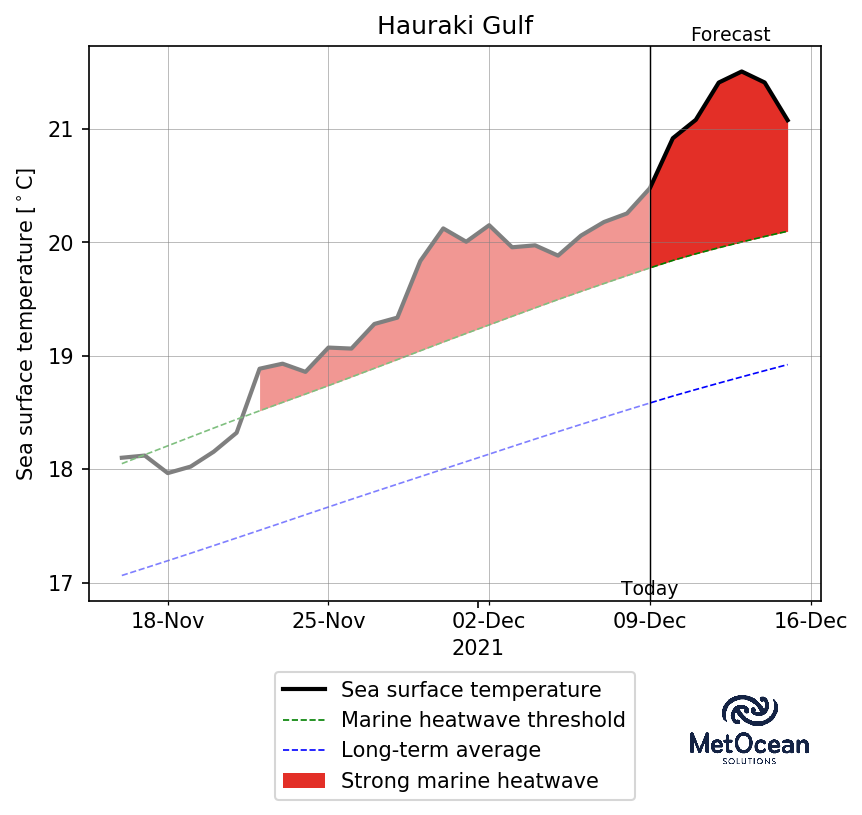 Hauraki Gulf
Forecast
Sea surface temperature [°C]
21
20
19
18
17
Today
18-Nov 25-Nov 02-Dec 09-Dec 16-Dec
2021
Sea surface temperature
Marine heatwave threshold
Long-term average
Strong marine heatwave
MetOcean
SOLUTIONS